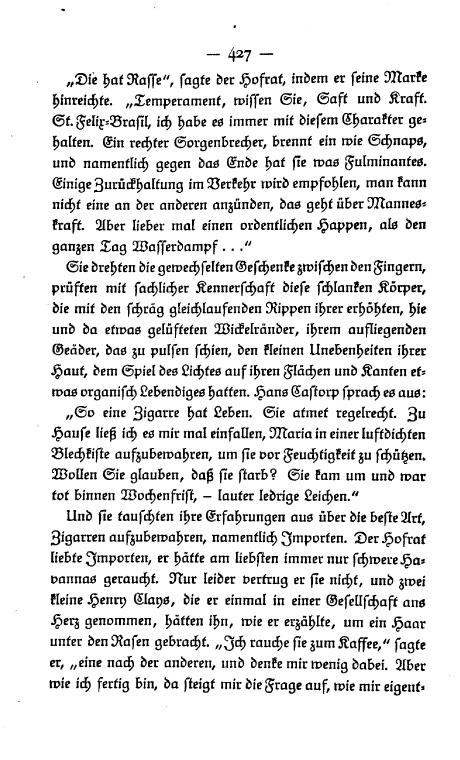 — 427 —
„Die hat Rasse“, sagte der Hofrat, indem er seine Marke
hinreichte. „Temperament, wissen Sie, Saft und Kraft.
St. Felix-Brasil, ich habe es immer mit diesem Charakter ge-
halten. Ein rechter Sorgenbrecher, brennt ein wie Schnaps,
und namentlich gegen das Ende hat sie was Fulminantes.
Einige Zurückhaltung im Verkehr wird empfohlen, man kann
nicht eine an der anderen anzünden, das geht über Mannes-
kraft. Aber lieber mal einen ordentlichen Happen, als den
ganzen Tag Wasserdampf . . .“
Sie drehten die gewechselten Geschenke zwischen den Fingern,
prüften mit sachlicher Kennerschaft diese schlanken Körper,
die mit den schräg gleichlaufenden Rippen ihrer erhöhten, hie
und da etwas gelüfteten Wickelränder, ihrem aufliegenden
Geäder, das zu pulsen schien, den kleinen Unebenheiten ihrer
Haut, dem Spiel des Lichtes auf ihren Flächen und Kanten et-
was organisch Lebendiges hatten. Hans Castorp sprach es aus:
„So eine Zigarre hat Leben. Sie atmet regelrecht. Zu
Hause ließ ich es mir mal einfallen, Maria in einer luftdichten
Blechkiste aufzubewahren, um sie vor Feuchtigkeit zu schützen.
Wollen Sie glauben, daß sie starb? Sie kam um und war
tot binnen Wochenfrist, – lauter ledrige Leichen.“
Und sie tauschten ihre Erfahrungen aus über die beste Art,
Zigarren aufzubewahren, namentlich Importen. Der Hofrat
liebte Importen, er hätte am liebsten immer nur schwere Ha-
vannas geraucht. Nur leider vertrug er sie nicht, und zwei
kleine Henry Clays, die er einmal in einer Gesellschaft ans
Herz genommen, hätten ihn, wie er erzählte, um ein Haar
unter den Rasen gebracht. „Ich rauche sie zum Kaffee,“ sagte
er, „eine nach der anderen, und denke mir wenig dabei. Aber
wie ich fertig bin, da steigt mir die Frage auf, wie mir eigent-